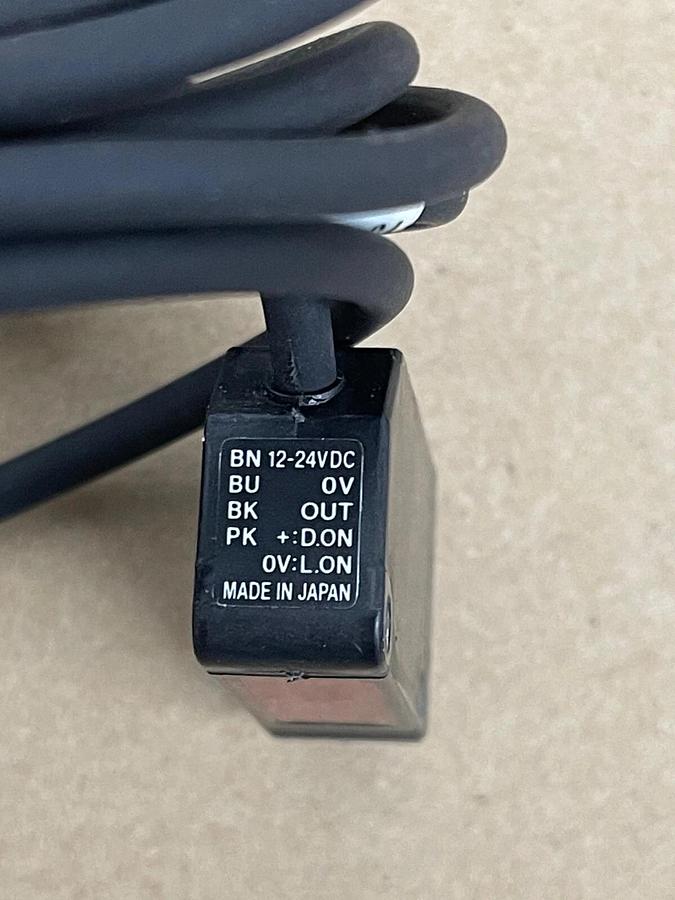 BN 12-24VDC
BU 0V
BK OUT
PK +:D.ON
0V:L.ON
MADE IN JAPAN